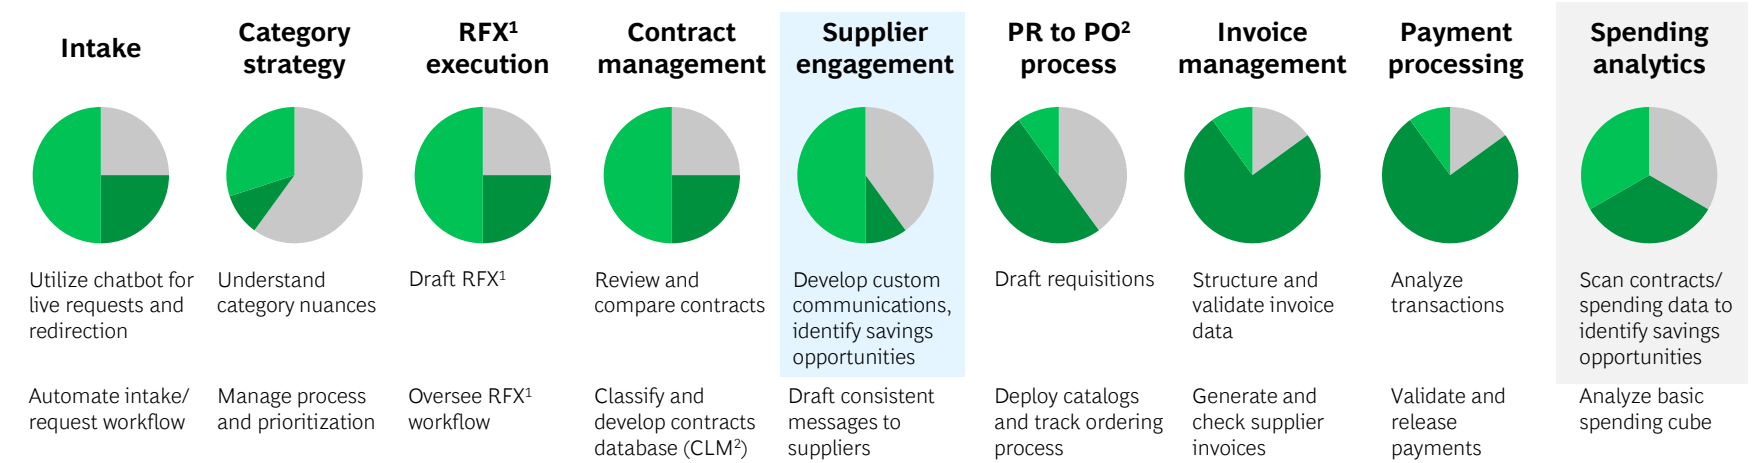 Intake
Category
strategy
RFX¹
execution
Contract
management
Supplier
engagement
PR to PO²
process
Invoice
management
Payment
processing
Spending
analytics
Utilize chatbot for
live requests and
redirection
Understand
category nuances
Draft RFX¹
Review and
compare contracts
Develop custom
communications,
identify savings
opportunities
Draft requisitions
Structure and
validate invoice
data
Analyze
transactions
Scan contracts/
spending data to
identify savings
opportunities
Automate intake/
request workflow
Manage process
and prioritization
Oversee RFX¹
workflow
Classify and
develop contracts
database (CLM²)
Draft consistent
messages to
suppliers
Deploy catalogs
and track ordering
process
Generate and
check supplier
invoices
Validate and
release
payments
Analyze basic
spending cube